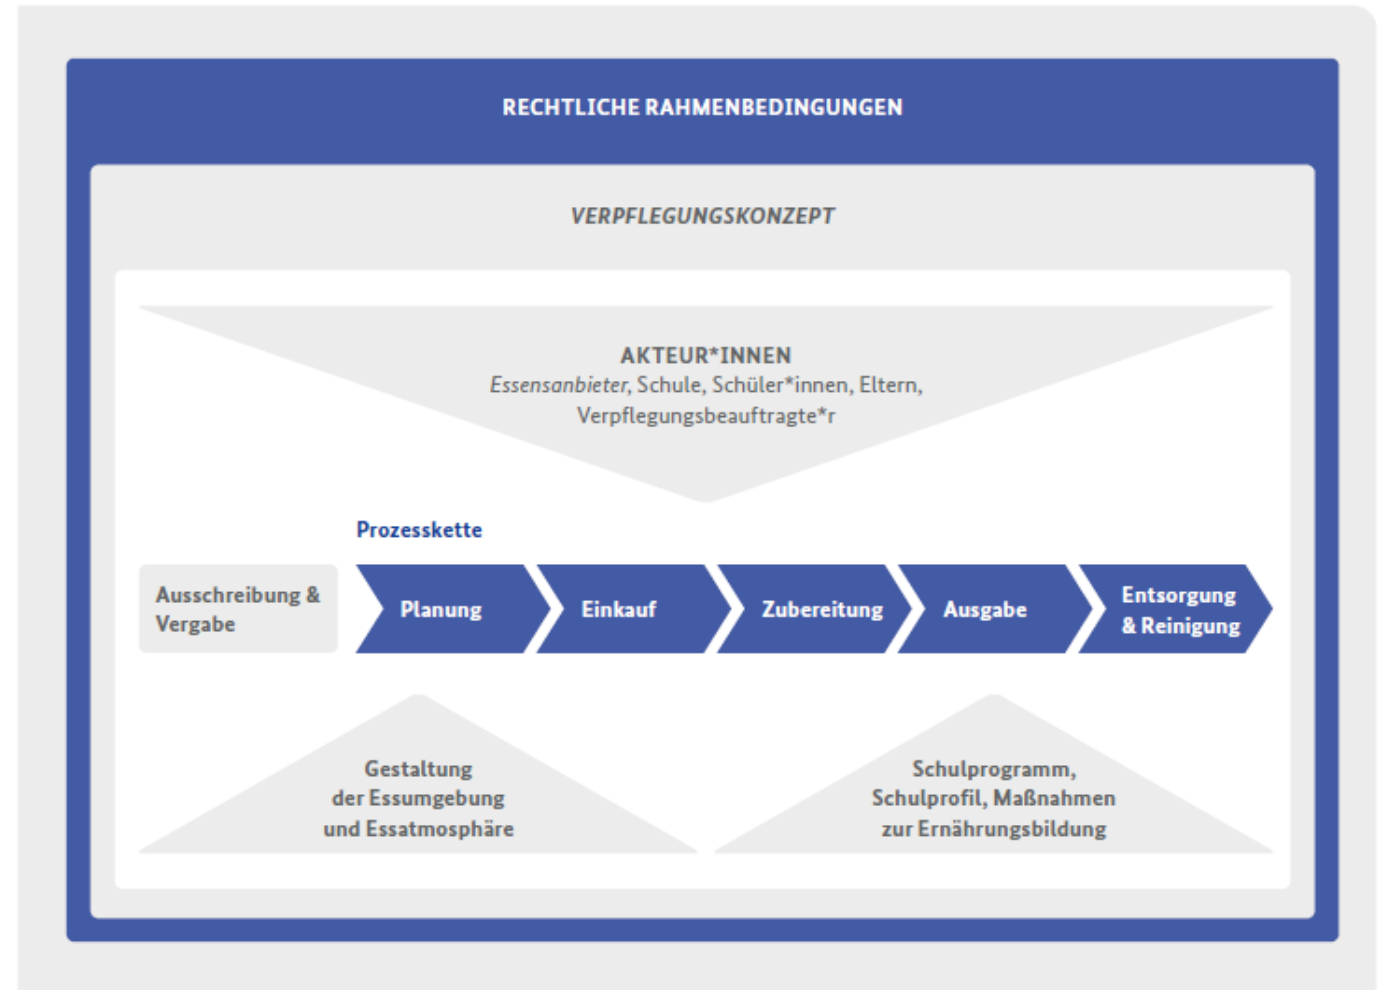 RECHTLICHE RAHMENBEDINGUNGEN
VERPFLEGUNGSKONZEPT
AKTEUR*INNEN
Essensanbieter, Schule, Schüler*innen, Eltern,
Verpflegungsbeauftragte*r
Prozesskette
Ausschreibung &
Vergabe
Planung
Einkauf
Zubereitung
Ausgabe
Entsorgung
& Reinigung
Gestaltung
der Essumgebung
und Essatmosphäre
Schulprogramm,
Schulprofil, Maßnahmen
zur Ernährungsbildung